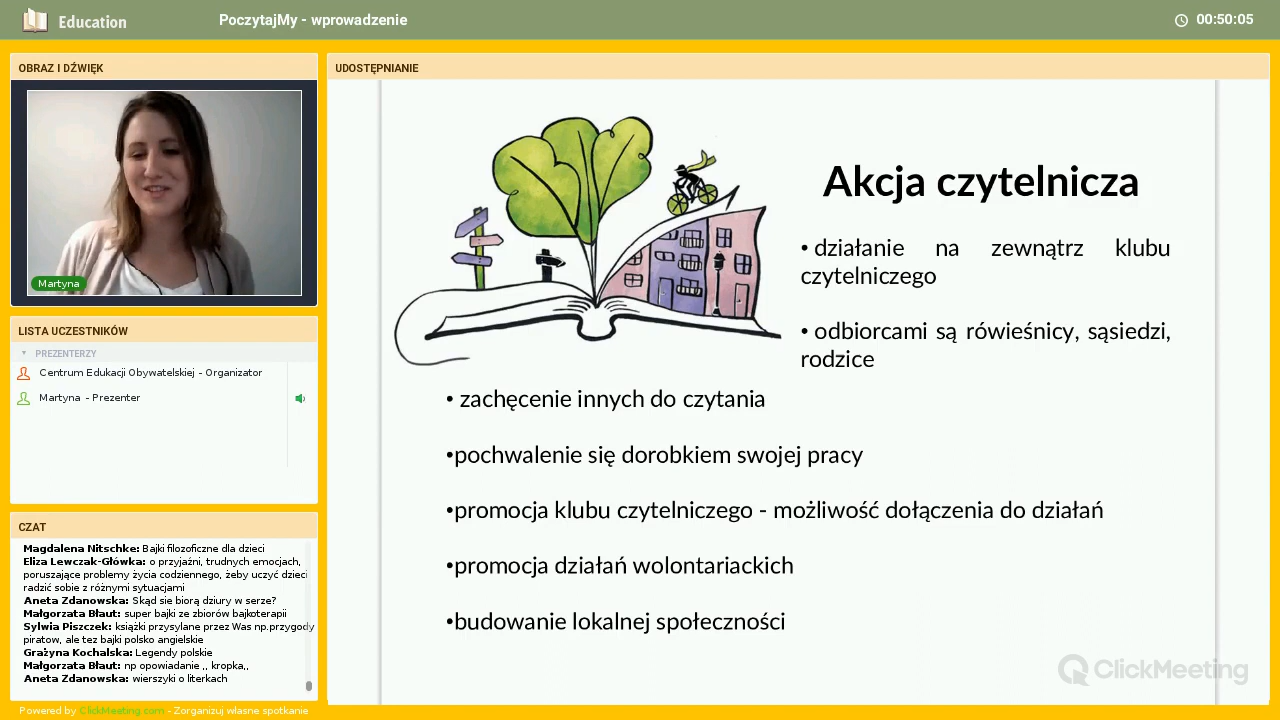 Education
PoczytajMy - wprowadzenie
00:50:05
OBRAZ I DŹWIĘK
Martyna
LISTA UCZESTNIKÓW
PREZENTERZY
Centrum Edukacji Obywatelskiej - Organizator
Martyna - Prezenter
CZAT
Magdalena Nitschke: Bajki filozoficzne dla dzieci
Eliza Lewczak-Główka: o przyjaźni, trudnych emocjach,
poruszające problemy życia codziennego, żeby uczyć dzieci
radzić sobie z różnymi sytuacjami
Aneta Zdanowska: Skąd sie biorą dziury w serze?
Małgorzata Błaut: super bajki ze zbiorów bajkoterapii
Sylwia Piszczek: książki przysylane przez Was np.przygody
piratow, ale tez bajki polsko angielskie
Grażyna Kochalska: Legendy polskie
Małgorzata Błaut: np opowiadanie ,, kropka,,
Aneta Zdanowska: wierszyki o literkach
Powered by ClickMeeting.com - Zorganizuj własne spotkanie
UDOSTĘPNIANIE
Akcja czytelnicza
• działanie na zewnątrz klubu
czytelniczego
• odbiorcami są rówieśnicy, sąsiedzi,
rodzice
• zachęcenie innych do czytania
•pochwalenie się dorobkiem swojej pracy
•promocja klubu czytelniczego - możliwość dołączenia do działań
•promocja działań wolontariackich
•budowanie lokalnej społeczności
ClickMeeting